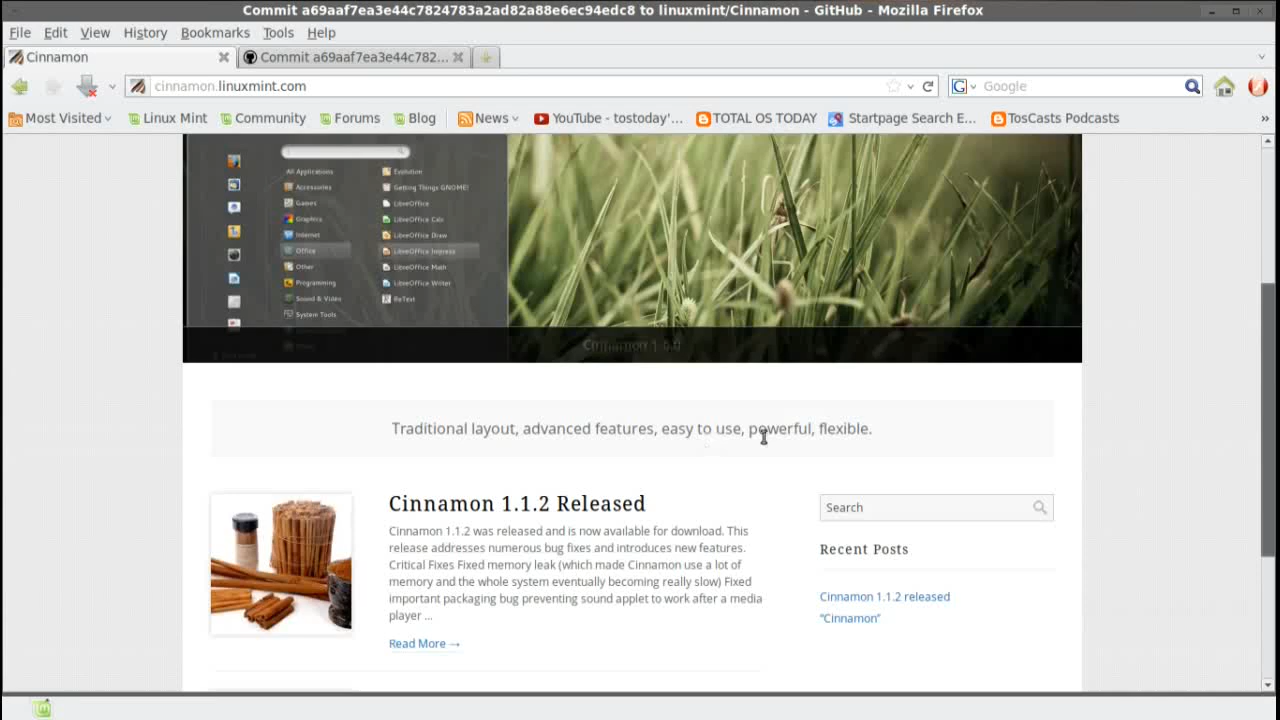 Commit a69aaf7ea3e44c7824783a2ad82a88e6ec94edc8 to linuxmint/Cinnamon - GitHub - Mozilla Firefox
File Edit View History Bookmarks Tools Help
Cinnamon
Commit a69aaf7ea3e44c782...
cinnamon.linuxmint.com
Google
Most Visited
Linux Mint
Community
Forums
Blog
News
YouTube - tostoday'...
TOTAL OS TODAY
Startpage Search E...
TosCasts Podcasts
»
All Applications
Accessories
Games
Graphics
Internet
Office
Other
Programming
Sound & Video
System Tools
Evolution
Getting Things GNOME!
LibreOffice
LibreOffice Calc
LibreOffice Draw
LibreOffice Impress
LibreOffice Math
LibreOffice Writer
ReText
Traditional layout, advanced features, easy to use, powerful, flexible.
Cinnamon 1.1.2 Released
Cinnamon 1.1.2 was released and is now available for download. This
release addresses numerous bug fixes and introduces new features.
Critical Fixes Fixed memory leak (which made Cinnamon use a lot of
memory and the whole system eventually becoming really slow) Fixed
important packaging bug preventing sound applet to work after a media
player ...
Read More →
Search
Recent Posts
Cinnamon 1.1.2 released
"Cinnamon"